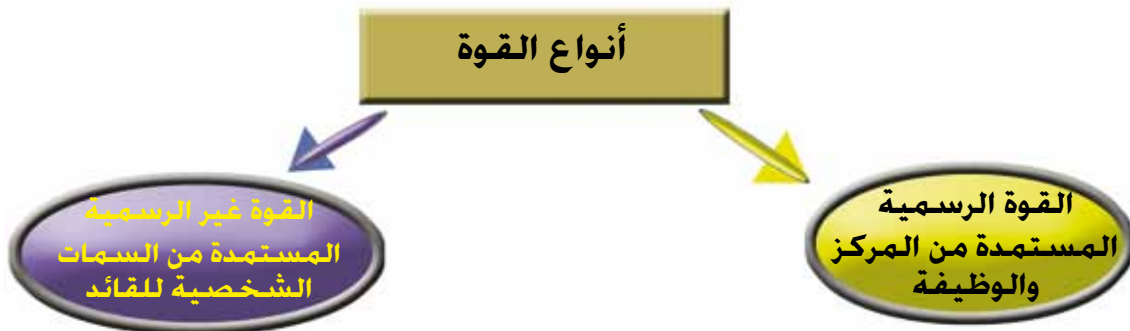 أنواع القوة
القوة الرسمية
المستمدة من المركز
والوظيفة
القوة غير الرسمية
المستمدة من السمات
الشخصية للقائد